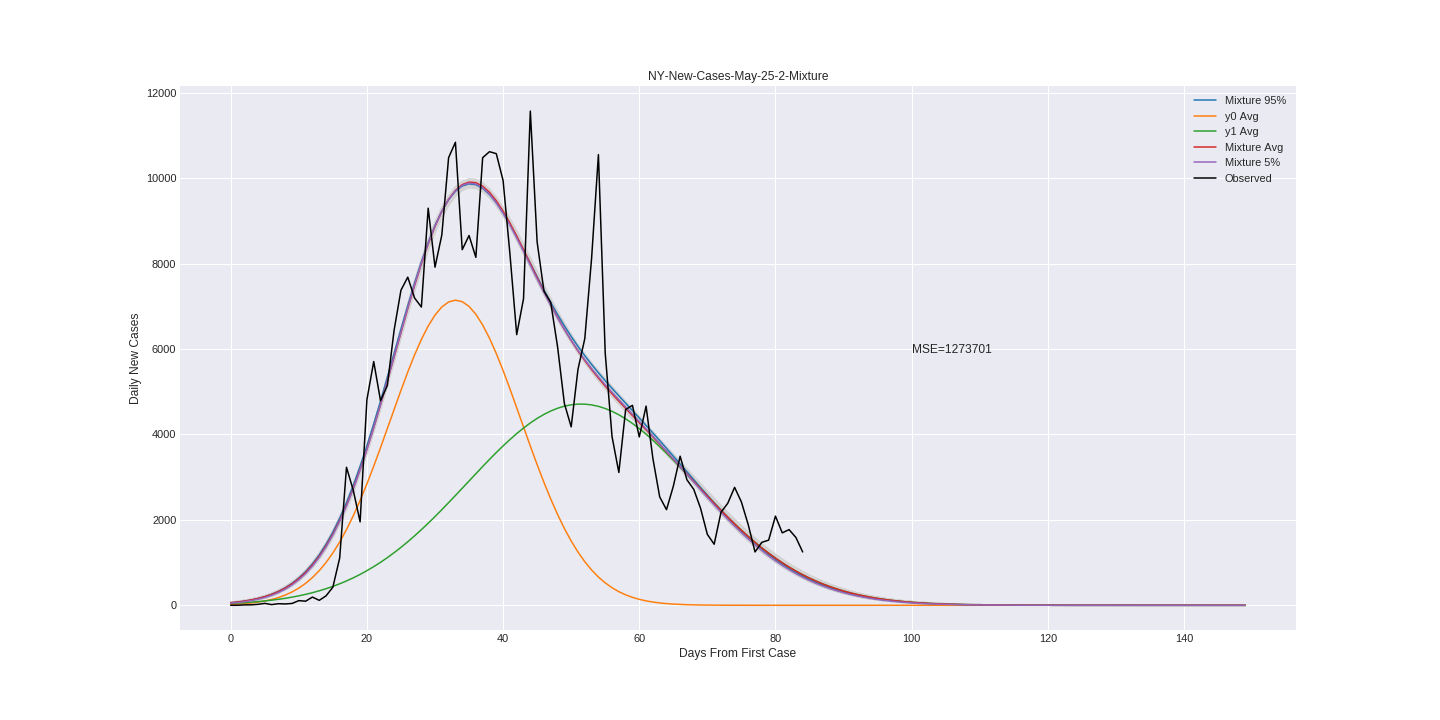 NY-New-Cases-May-25-2-Mixture
12000
10000
8000
6000
4000
2000
0
Daily New Cases
Mixture 95%
y0 Avg
y1 Avg
Mixture Avg
Mixture 5%
Observed
MSE=1273701
0 20 40 60 80 100 120 140
Days From First Case